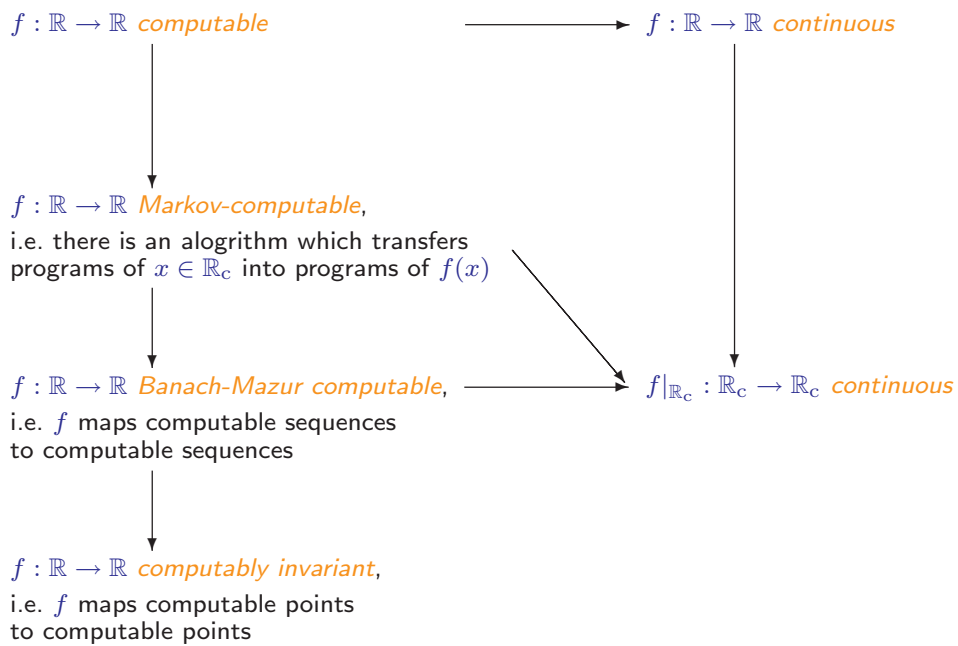 f : ℝ → ℝ computable
f : ℝ → ℝ continuous
f : ℝ → ℝ Markov-computable,
i.e. there is an alogrithm which transfers
programs of x ∈ ℝc into programs of f(x)
f : ℝ → ℝ Banach-Mazur computable,
f|ℝc : ℝc → ℝc continuous
i.e. f maps computable sequences
to computable sequences
f : ℝ → ℝ computably invariant,
i.e. f maps computable points
to computable points